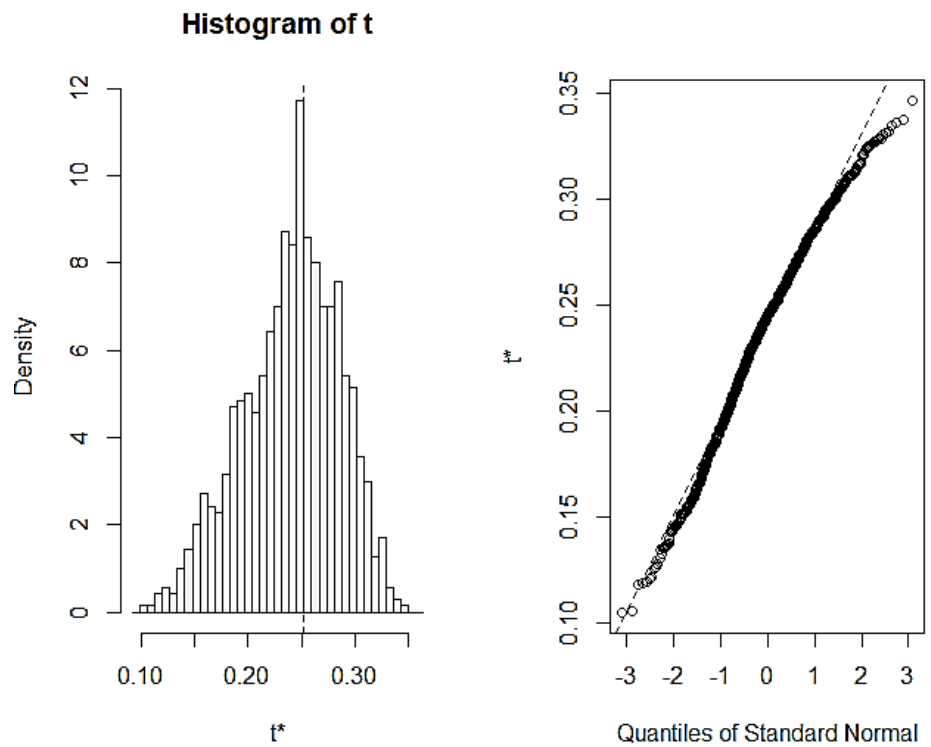 Histogram of t
Density
0 2 4 6 8 10 12
0.10 0.20 0.30
t*
t*
0.10 0.15 0.20 0.25 0.30 0.35
-3 -2 -1 0 1 2 3
Quantiles of Standard Normal